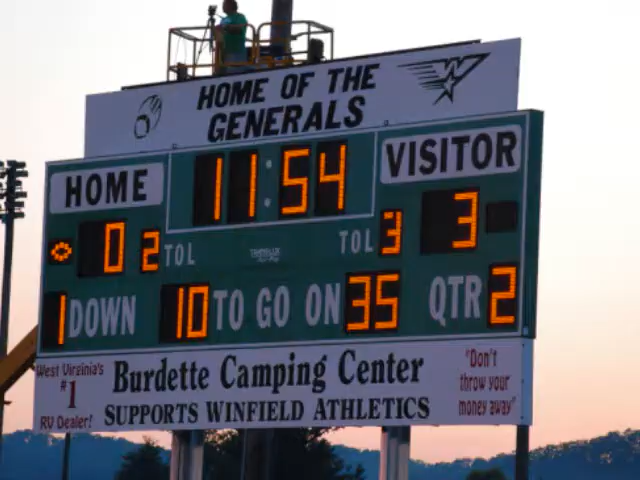 HOME OF THE
GENERALS
W
HOME 11:54 VISITOR
0 2 TOL TOL 3 3
1 DOWN 10 TO GO ON 35 QTR 2
West Virginia's
#1
RV Dealer!
Burdette Camping Center
SUPPORTS WINFIELD ATHLETICS
"Don't
throw your
money away"